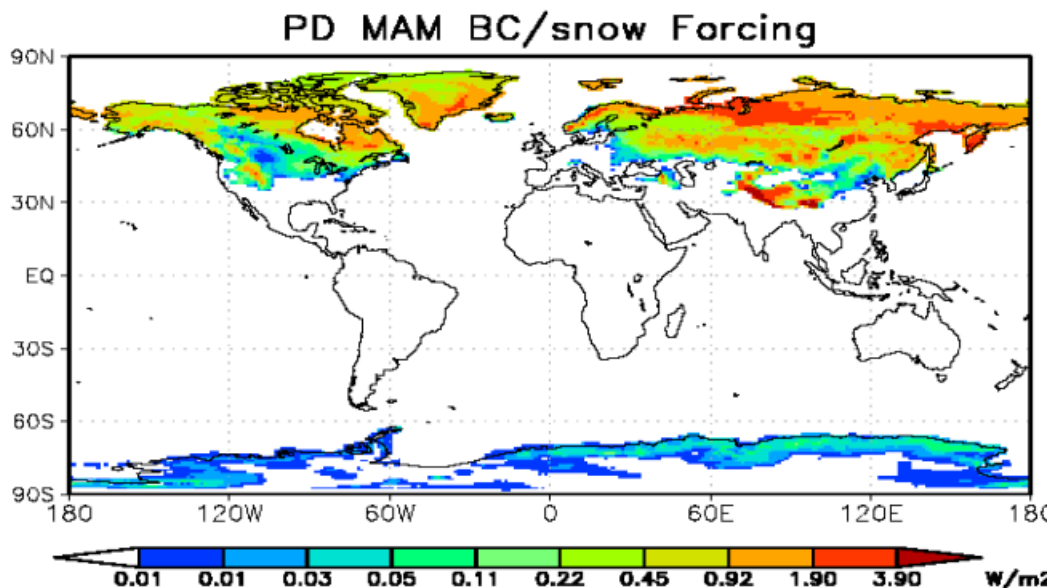 PD MAM BC/snow Forcing
90N
60N
30N
EQ
30S
60S
90S
180 120W 60W 0 60E 120E 180
0.01 0.01 0.03 0.05 0.11 0.22 0.45 0.92 1.90 3.90 W/m2